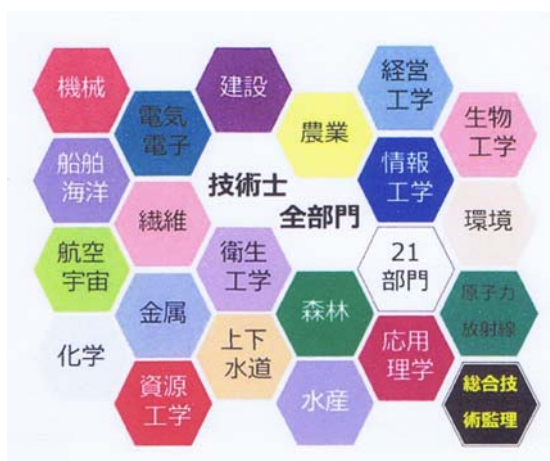 機械
電気
電子
建設
農業
経営
工学
生物
工学
船舶
海洋
繊維
技術士
全部門
情報
工学
環境
航空
宇宙
衛生
工学
21
部門
金属
森林
原子力
放射線
化学
上下
水道
応用
理学
資源
工学
水産
総合技
術監理